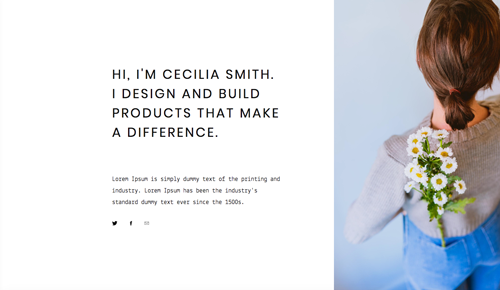 HI, I'M CECILIA SMITH.
I DESIGN AND BUILD
PRODUCTS THAT MAKE
A DIFFERENCE.
Lorem Ipsum is simply dummy text of the printing and
industry. Lorem Ipsum has been the industry's
standard dummy text ever since the 1500s.